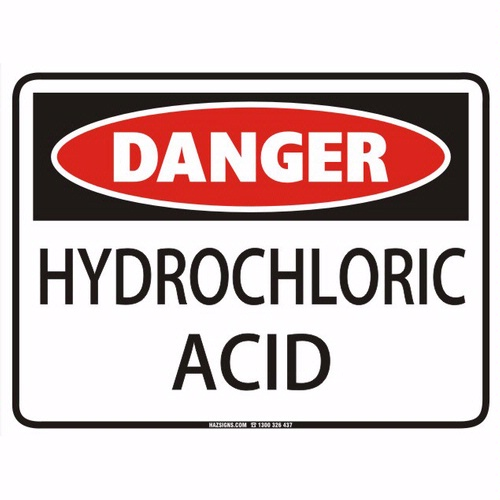 DANGER
HYDROCHLORIC
ACID
HAZSIGNS.COM ☎ 1300 326 437